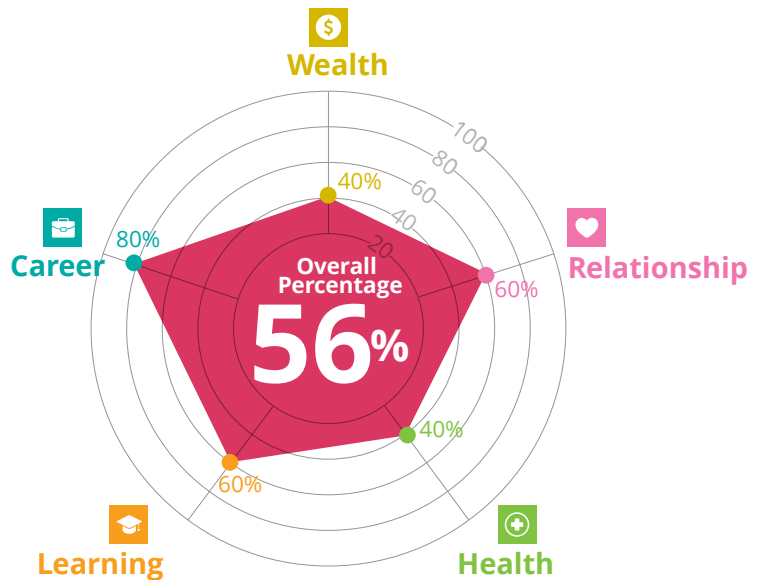 $
Wealth
100
80
60
40
20
40%
80%
Career
Relationship
60%
Overall
Percentage
56%
40%
60%
Learning
Health